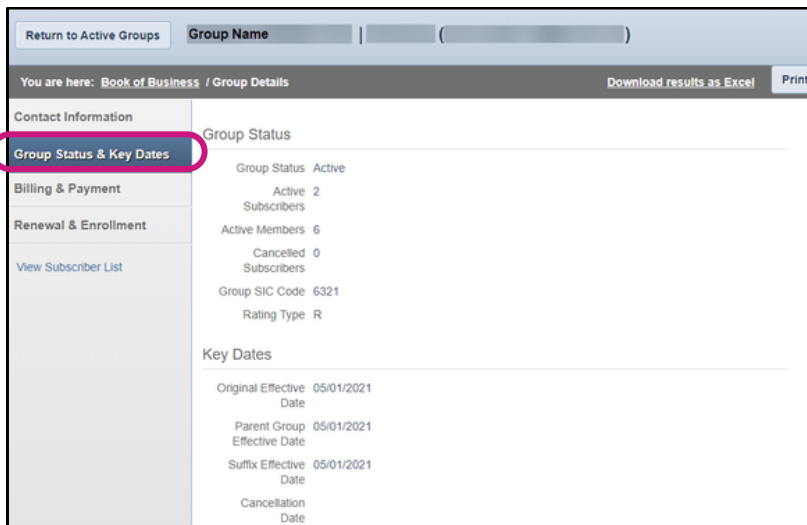 Return to Active Groups
Group Name | ( )
You are here: Book of Business / Group Details
Download results as Excel
Print
Contact Information
Group Status & Key Dates
Billing & Payment
Renewal & Enrollment
View Subscriber List
Group Status
Group Status Active
Active 2
Subscribers
Active Members 6
Cancelled 0
Subscribers
Group SIC Code 6321
Rating Type R
Key Dates
Original Effective 05/01/2021
Date
Parent Group 05/01/2021
Effective Date
Suffix Effective 05/01/2021
Date
Cancellation
Date